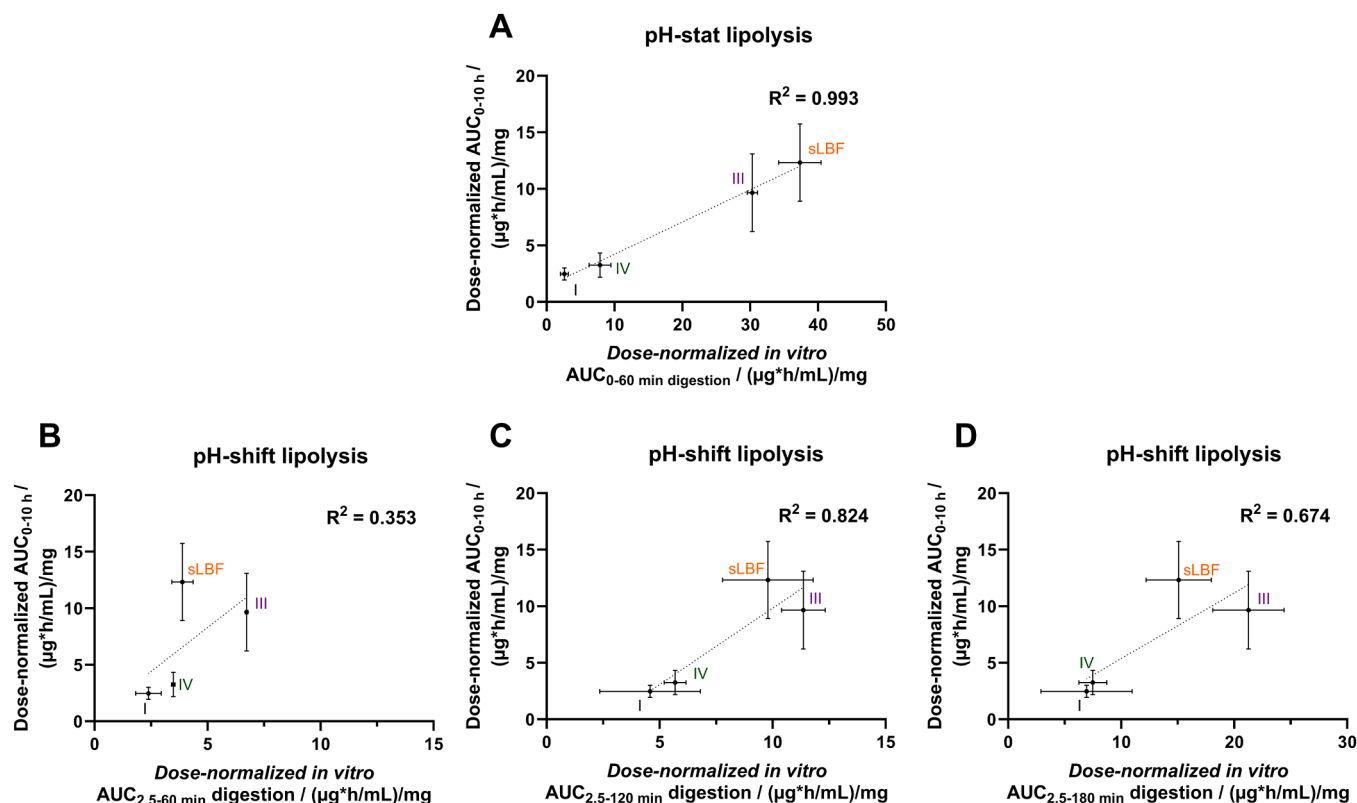 A
pH-stat lipolysis
Dose-normalized AUC0-10 h /
(µg*h/mL)/mg
20
15
10
5
0
R2 = 0.993
sLBF
III
IV
I
0 10 20 30 40 50
Dose-normalized in vitro
AUC0-60 min digestion / (µg*h/mL)/mg
B
pH-shift lipolysis
Dose-normalized AUC0-10 h /
(µg*h/mL)/mg
20
15
10
5
0
R2 = 0.353
sLBF
III
IV
I
0 5 10 15
Dose-normalized in vitro
AUC2.5-60 min digestion / (µg*h/mL)/mg
C
pH-shift lipolysis
Dose-normalized AUC0-10 h /
(µg*h/mL)/mg
20
15
10
5
0
R2 = 0.824
sLBF
III
IV
I
0 5 10 15
Dose-normalized in vitro
AUC2.5-120 min digestion / (µg*h/mL)/mg
D
pH-shift lipolysis
Dose-normalized AUC0-10 h /
(µg*h/mL)/mg
20
15
10
5
0
R2 = 0.674
sLBF
III
IV
I
0 10 20 30
Dose-normalized in vitro
AUC2.5-180 min digestion / (µg*h/mL)/mg